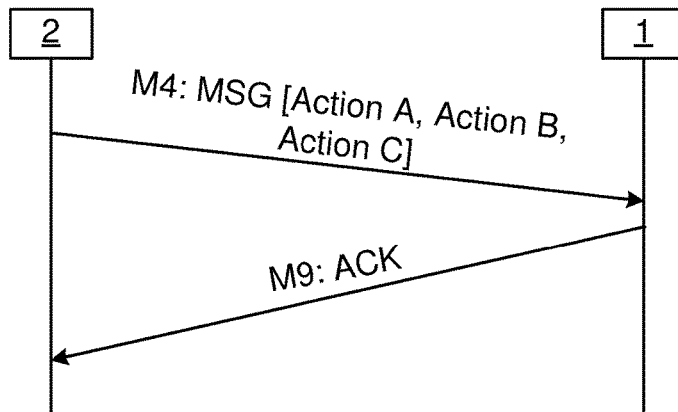 2
1
M4: MSG [Action A, Action B,
Action C]
M9: ACK